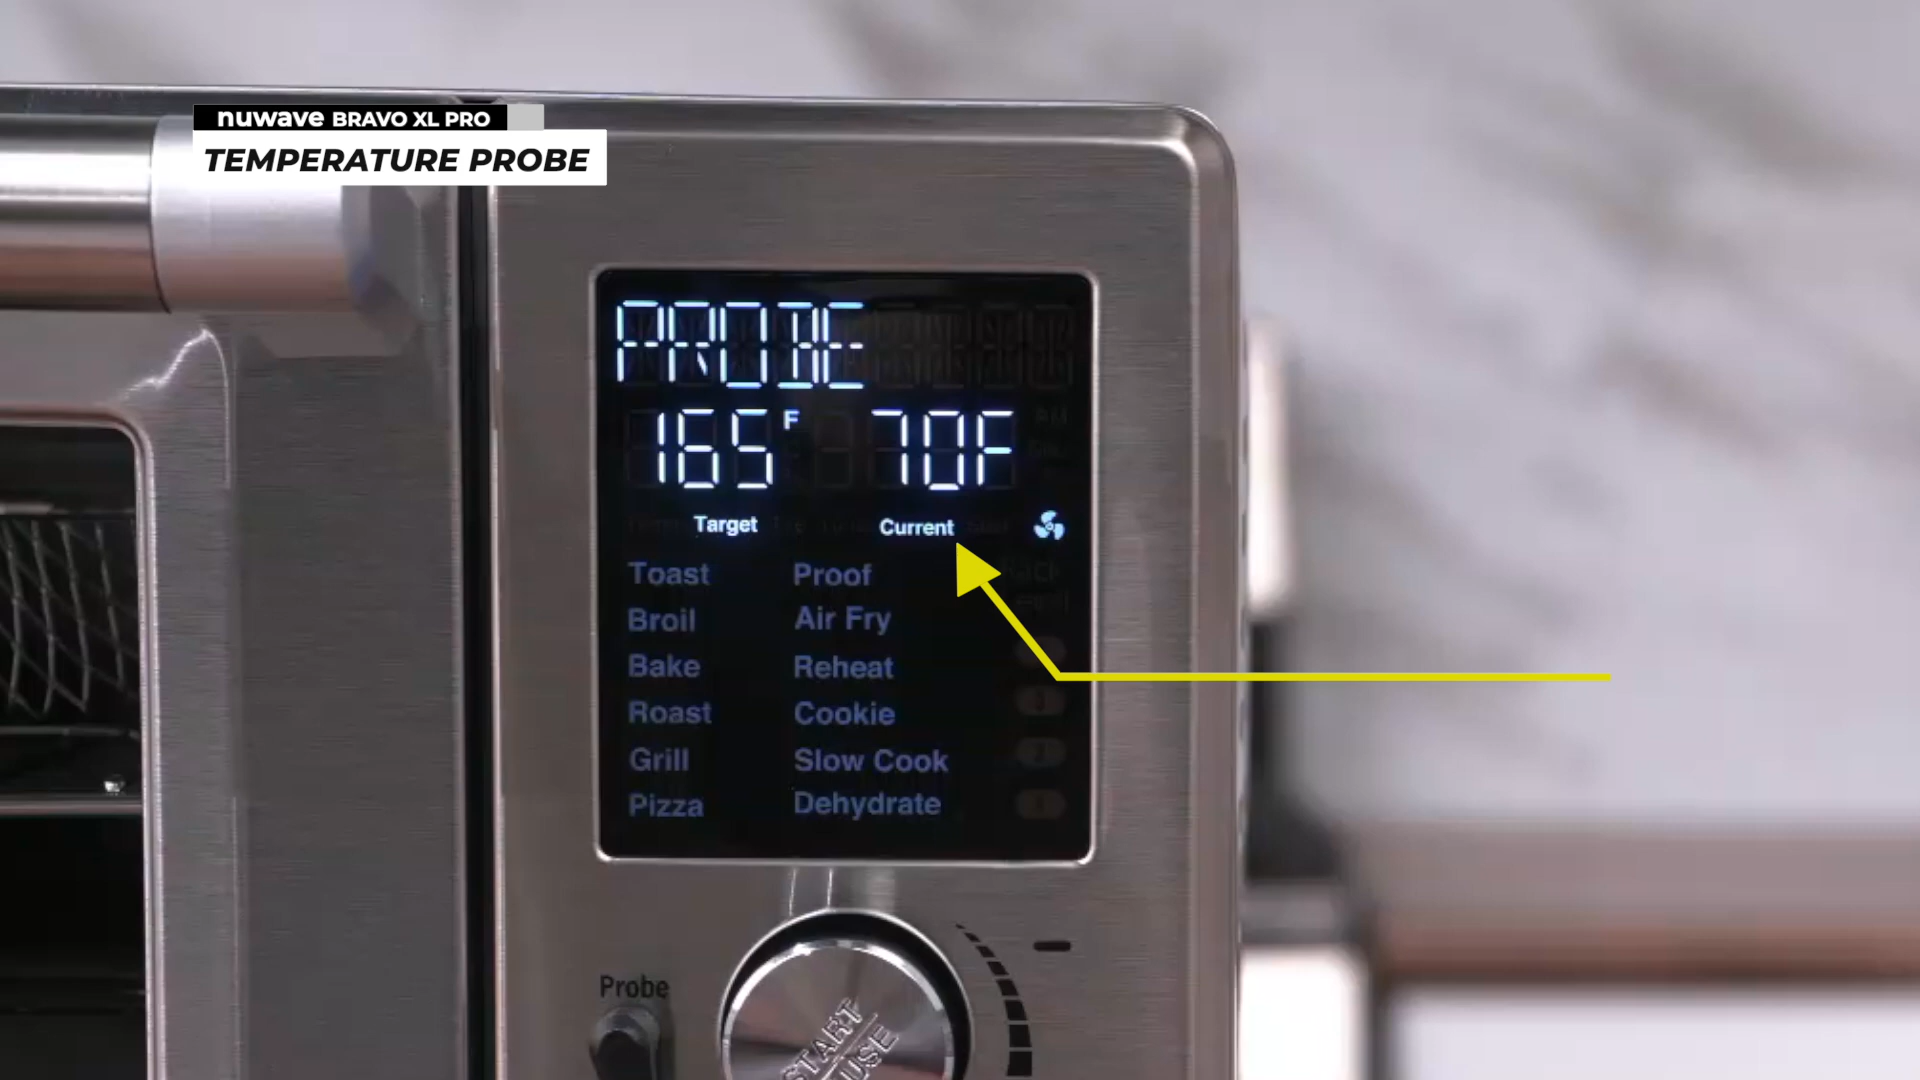 nuwave BRAVO XL PRO
TEMPERATURE PROBE
PROBE
165 F 70F
Target Current
Toast Proof
Broil Air Fry
Bake Reheat
Roast Cookie
Grill Slow Cook
Pizza Dehydrate
Probe
START